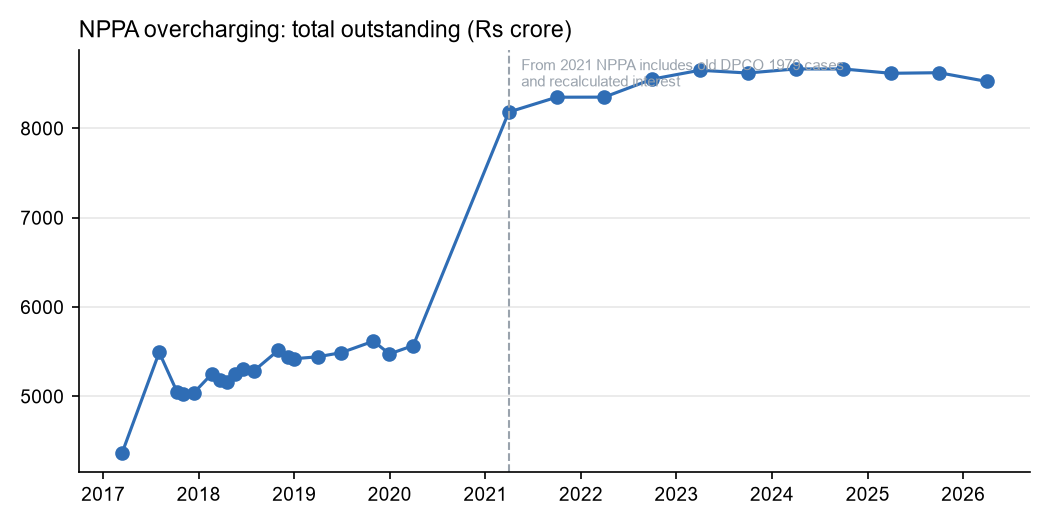 NPPA overcharging: total outstanding (Rs crore)
From 2021 NPPA includes old DPCO 1979 cases
and recalculated interest
8000
7000
6000
5000
2017 2018 2019 2020 2021 2022 2023 2024 2025 2026